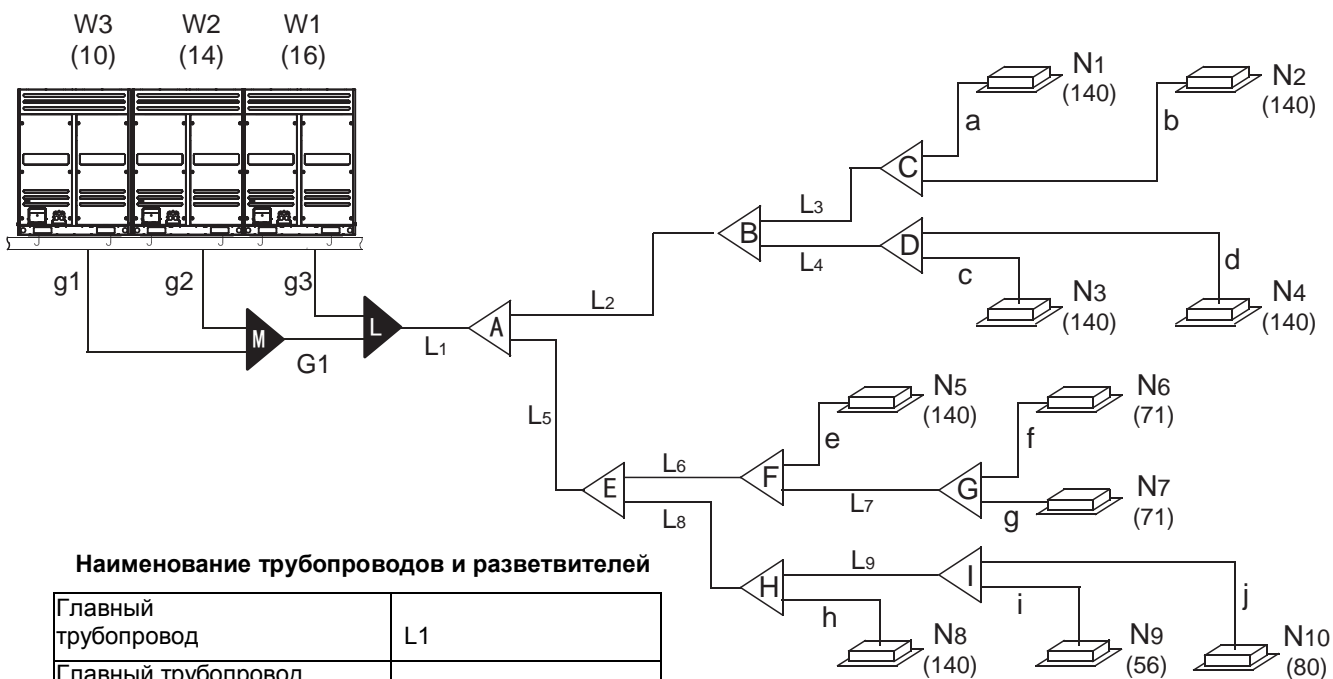 W3 W2 W1
(10) (14) (16)
N1
(140)
N2
(140)
a
b
C
L3
B
D
L4
c
d
N3
(140)
N4
(140)
g1 g2 g3
L2
M
L
A
G1
L1
N5
(140)
N6
(71)
L5
e
f
L6
F
E
G
L7
g
N7
(71)
L8
L9
I
H
h
i
j
N8
(140)
N9
(56)
N10
(80)
Наименование трубопроводов и разветвителей
Главный
трубопровод L1
Главный трубопровод